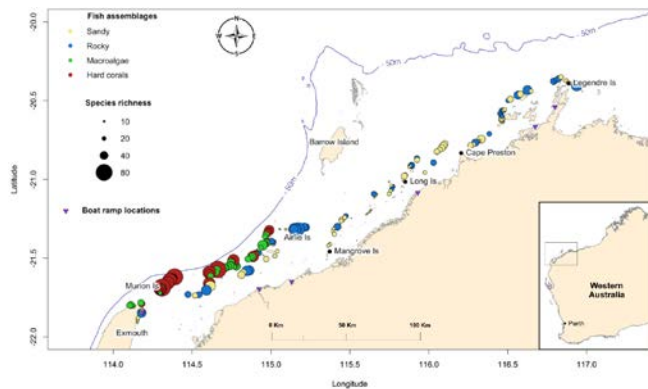 Fish assemblages
Sandy
Rocky
Macroalgae
Hard corals
Species richness
10
20
40
80
Boat ramp locations
N
W
E
S
50m
50m
50m
Legendre Is
Barrow Island
Cape Preston
Long Is
Airlie Is
Mangrove Is
Murion Is
Exmouth
0 Km
50 Km
100 Km
Western
Australia
Perth
Latitude
-20.0
-20.5
-21.0
-21.5
-22.0
114.0
114.5
115.0
115.5
116.0
116.5
117.0
Longitude